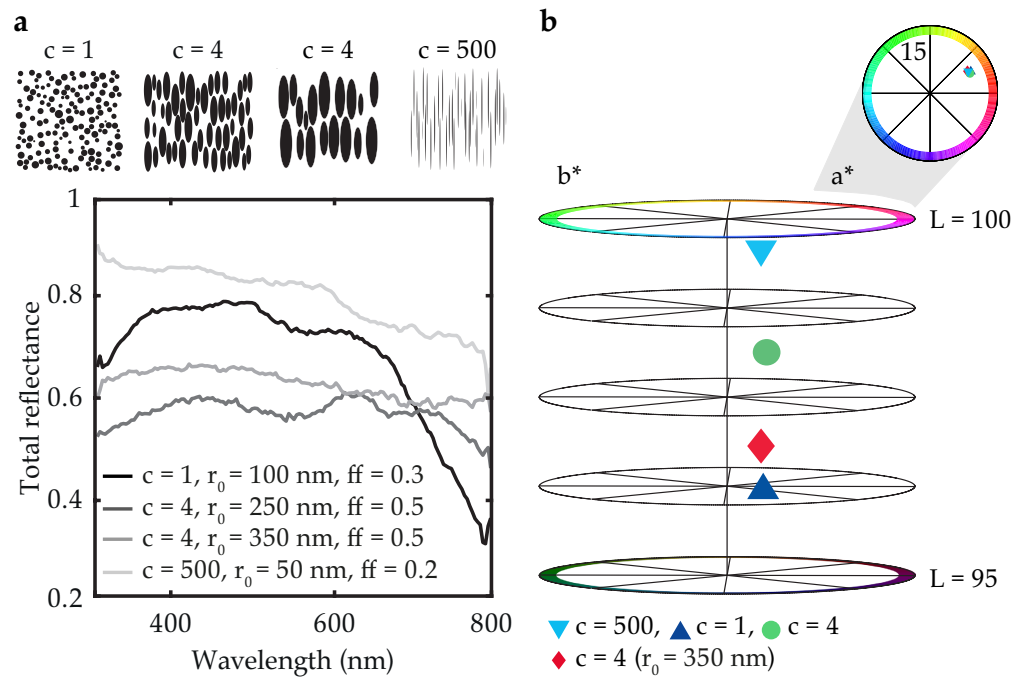 a
c = 1 c = 4 c = 4 c = 500
1
0.8
0.6
0.4
0.2
Total reflectance
c = 1, r₀ = 100 nm, ff = 0.3
c = 4, r₀ = 250 nm, ff = 0.5
c = 4, r₀ = 350 nm, ff = 0.5
c = 500, r₀ = 50 nm, ff = 0.2
400 600 800
Wavelength (nm)
b
15
b* a*
L = 100
L = 95
c = 500, c = 1, c = 4
c = 4 (r₀ = 350 nm)